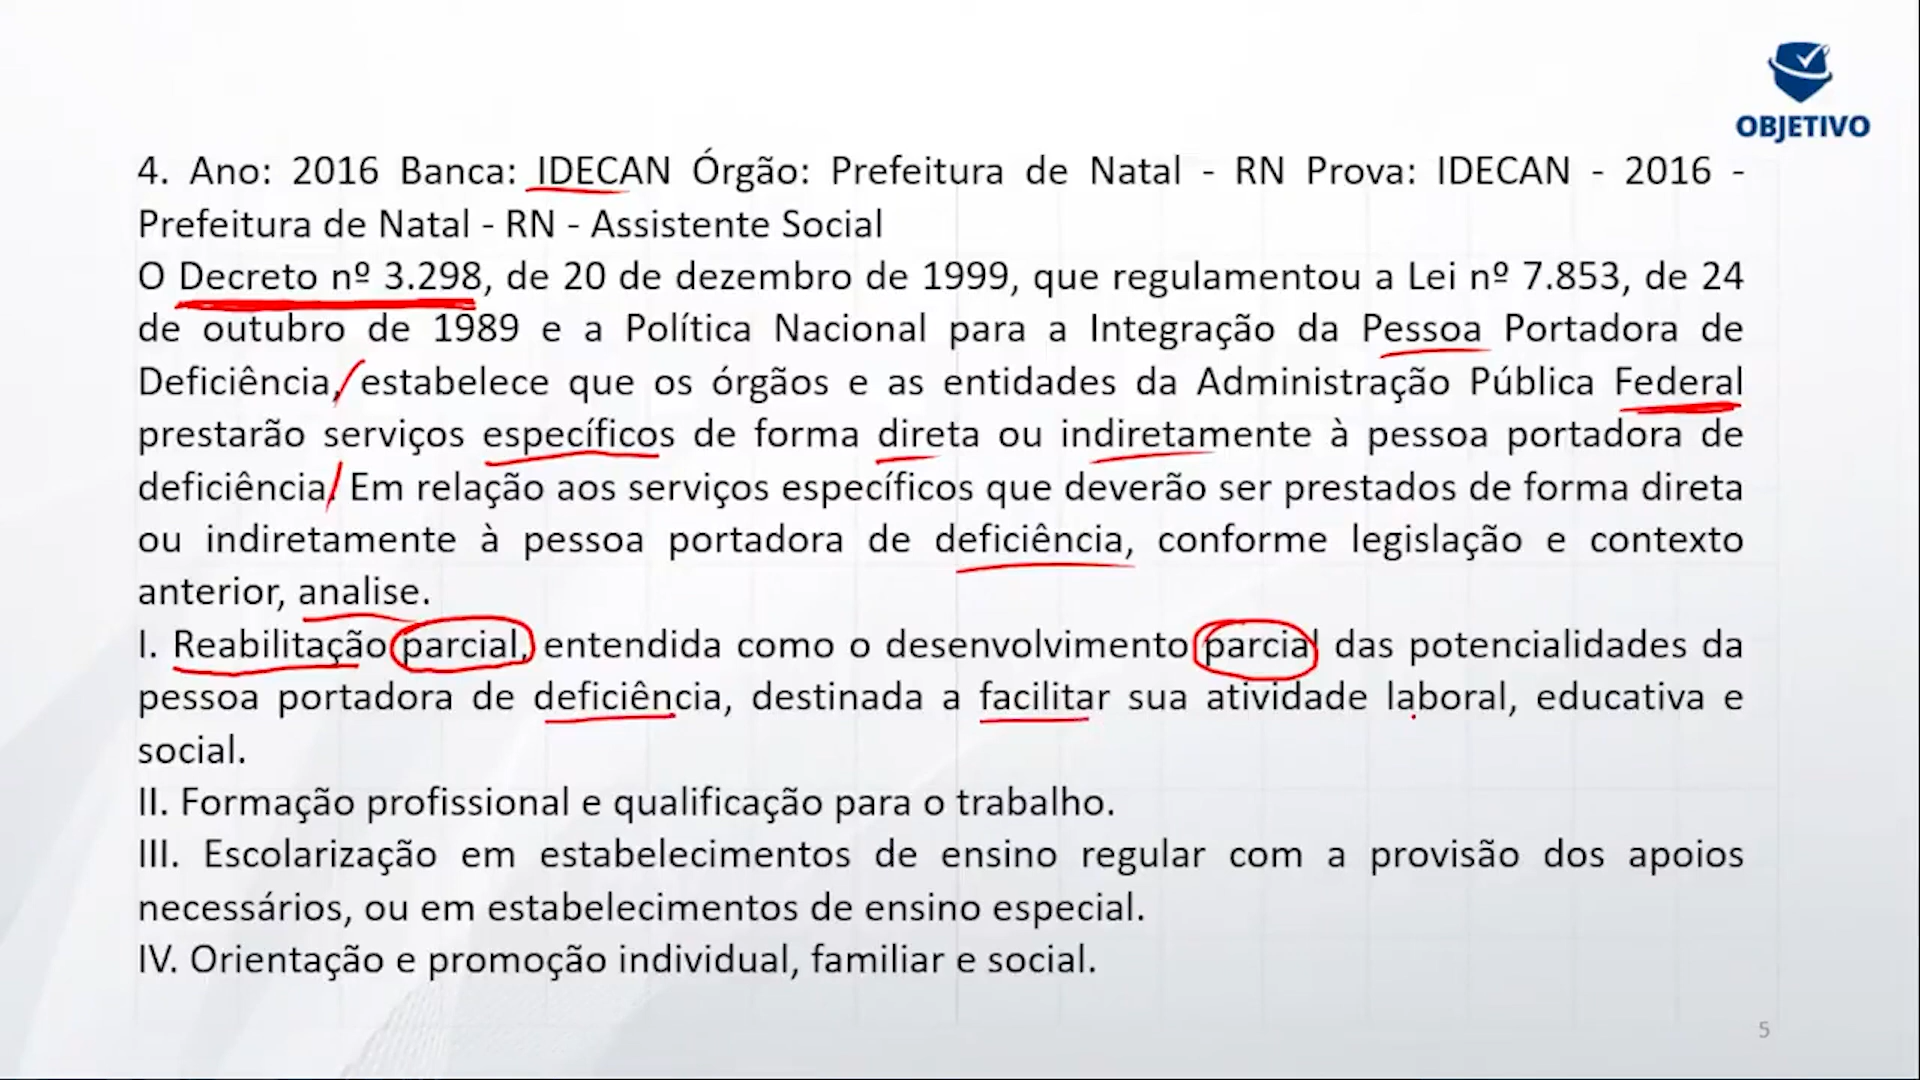 OBJETIVO
4. Ano: 2016 Banca: IDECAN Órgão: Prefeitura de Natal - RN Prova: IDECAN - 2016 -
Prefeitura de Natal - RN - Assistente Social
O Decreto nº 3.298, de 20 de dezembro de 1999, que regulamentou a Lei nº 7.853, de 24
de outubro de 1989 e a Política Nacional para a Integração da Pessoa Portadora de
Deficiência, estabelece que os órgãos e as entidades da Administração Pública Federal
prestarão serviços específicos de forma direta ou indiretamente à pessoa portadora de
deficiência. Em relação aos serviços específicos que deverão ser prestados de forma direta
ou indiretamente à pessoa portadora de deficiência, conforme legislação e contexto
anterior, analise.
I. Reabilitação parcial, entendida como o desenvolvimento parcial das potencialidades da
pessoa portadora de deficiência, destinada a facilitar sua atividade laboral, educativa e
social.
II. Formação profissional e qualificação para o trabalho.
III. Escolarização em estabelecimentos de ensino regular com a provisão dos apoios
necessários, ou em estabelecimentos de ensino especial.
IV. Orientação e promoção individual, familiar e social.
5